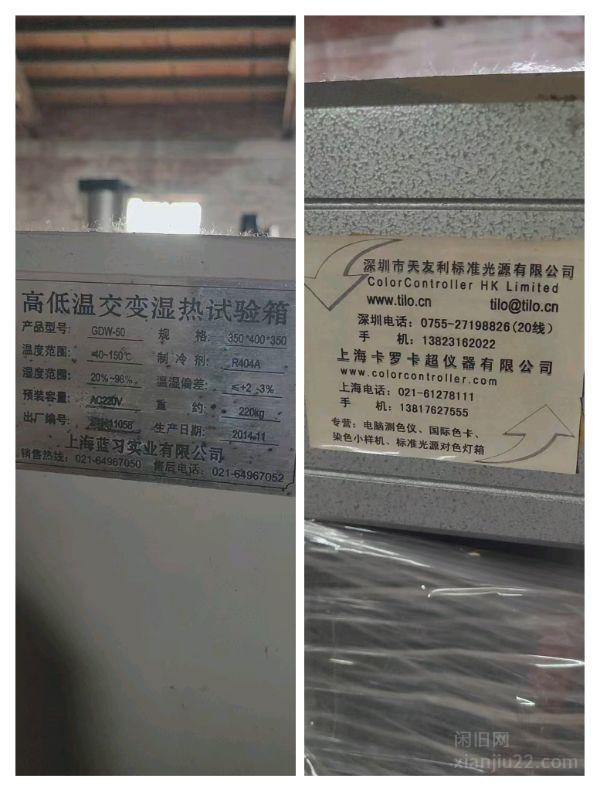 高低温交变湿热试验箱
产品型号: GDW-50 规 格: 350*400*350
温度范围: -40~150℃ 制 冷 剂: R404A
湿度范围: 20%~98% 温湿偏差: ≤±2 -3%
预装容量: AC220V 重 约: 220kg
出厂编号: 生产日期: 2014.11
上海蓝习实业有限公司
销售热线: 021-64967050 售后电话: 021-64967052
深圳市天友利标准光源有限公司
ColorController HK Limited
www.tilo.cn tilo@tilo.cn
深圳电话: 0755-27198826(20线)
手 机: 13823162022
上海卡罗卡超仪器有限公司
www.colorcontroller.com
上海电话: 021-61278111
手 机: 13817627555
专营: 电脑测色仪、国际色卡、
染色小样机、标准光源对色灯箱
闲旧网
xianjiu22.com